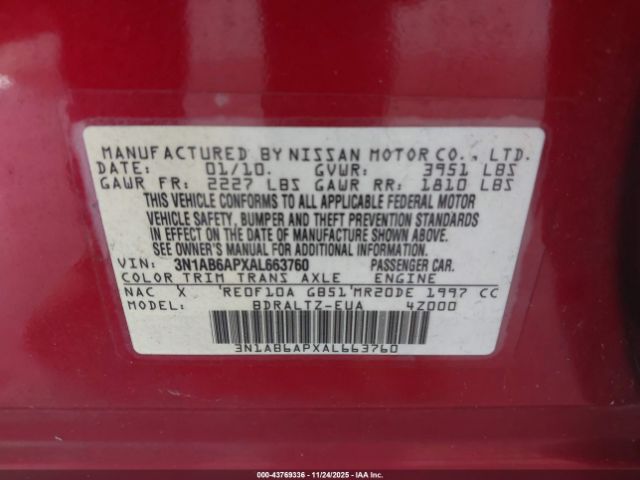 MANUFACTURED BY NISSAN MOTOR CO., LTD.
DATE: 01/10. GVWR: 3951 LBS
GAWR FR: 2227 LBS GAWR RR: 1810 LBS
THIS VEHICLE CONFORMS TO ALL APPLICABLE FEDERAL MOTOR
VEHICLE SAFETY, BUMPER AND THEFT PREVENTION STANDARDS
IN EFFECT ON THE DATE OF MANUFACTURE SHOWN ABOVE.
SEE OWNER'S MANUAL FOR ADDITIONAL INFORMATION.
VIN: 3N1AB6APXAL663760 PASSENGER CAR.
COLOR TRIM TRANS AXLE ENGINE
NAC X 'RE0F10A GB51'MR20DE 1997 CC
MODEL: BDRALTZ-EUA 4Z000
3N1AB6APXAL663760
000-43769336 - 11/24/2025 - IAAI.com